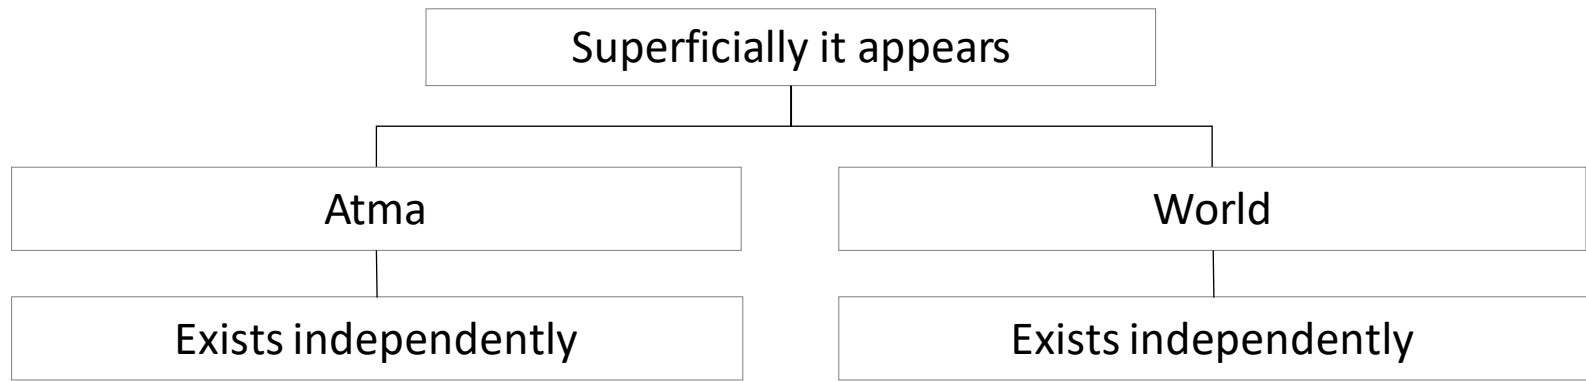 Superficially it appears
Atma
World
Exists independently
Exists independently